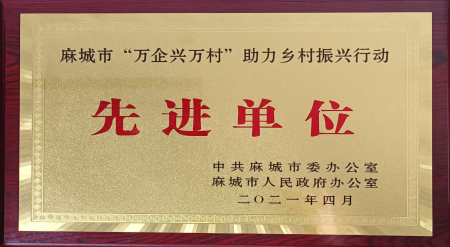 麻城市“万企兴万村”助力乡村振兴行动
先进单位
中共麻城市委办公室
麻城市人民政府办公室
二〇二一年四月